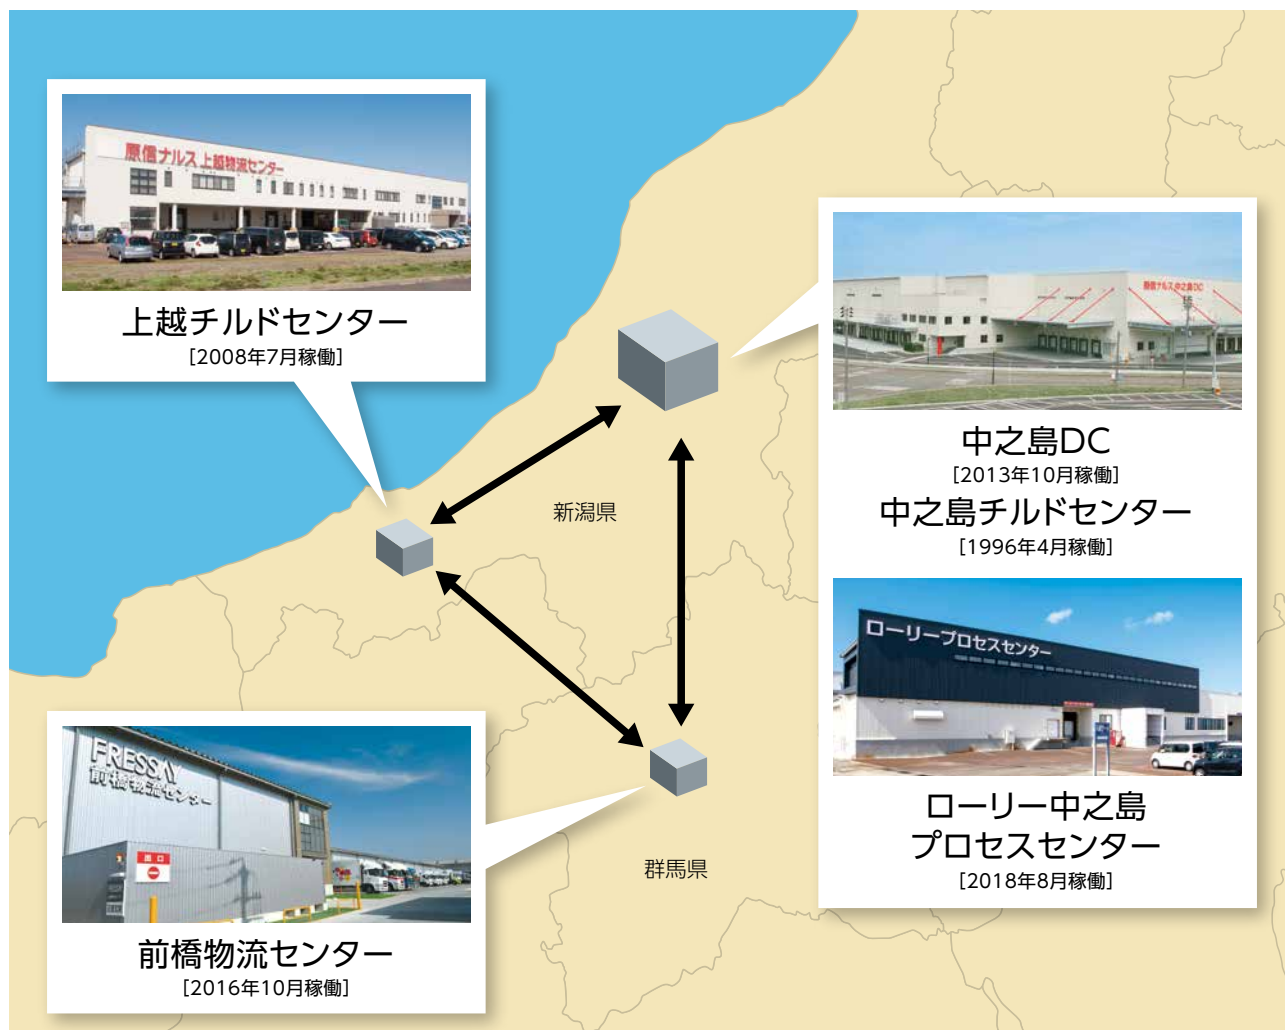 原信ナルス 上越物流センター
上越チルドセンター
[2008年7月稼働]
原信ナルス 中之島DC
中之島DC
[2013年10月稼働]
中之島チルドセンター
[1996年4月稼働]
新潟県
ローリープロセスセンター
ローリー中之島
プロセスセンター
[2018年8月稼働]
FRESSAY
前橋物流センター
出口
前橋物流センター
[2016年10月稼働]
群馬県